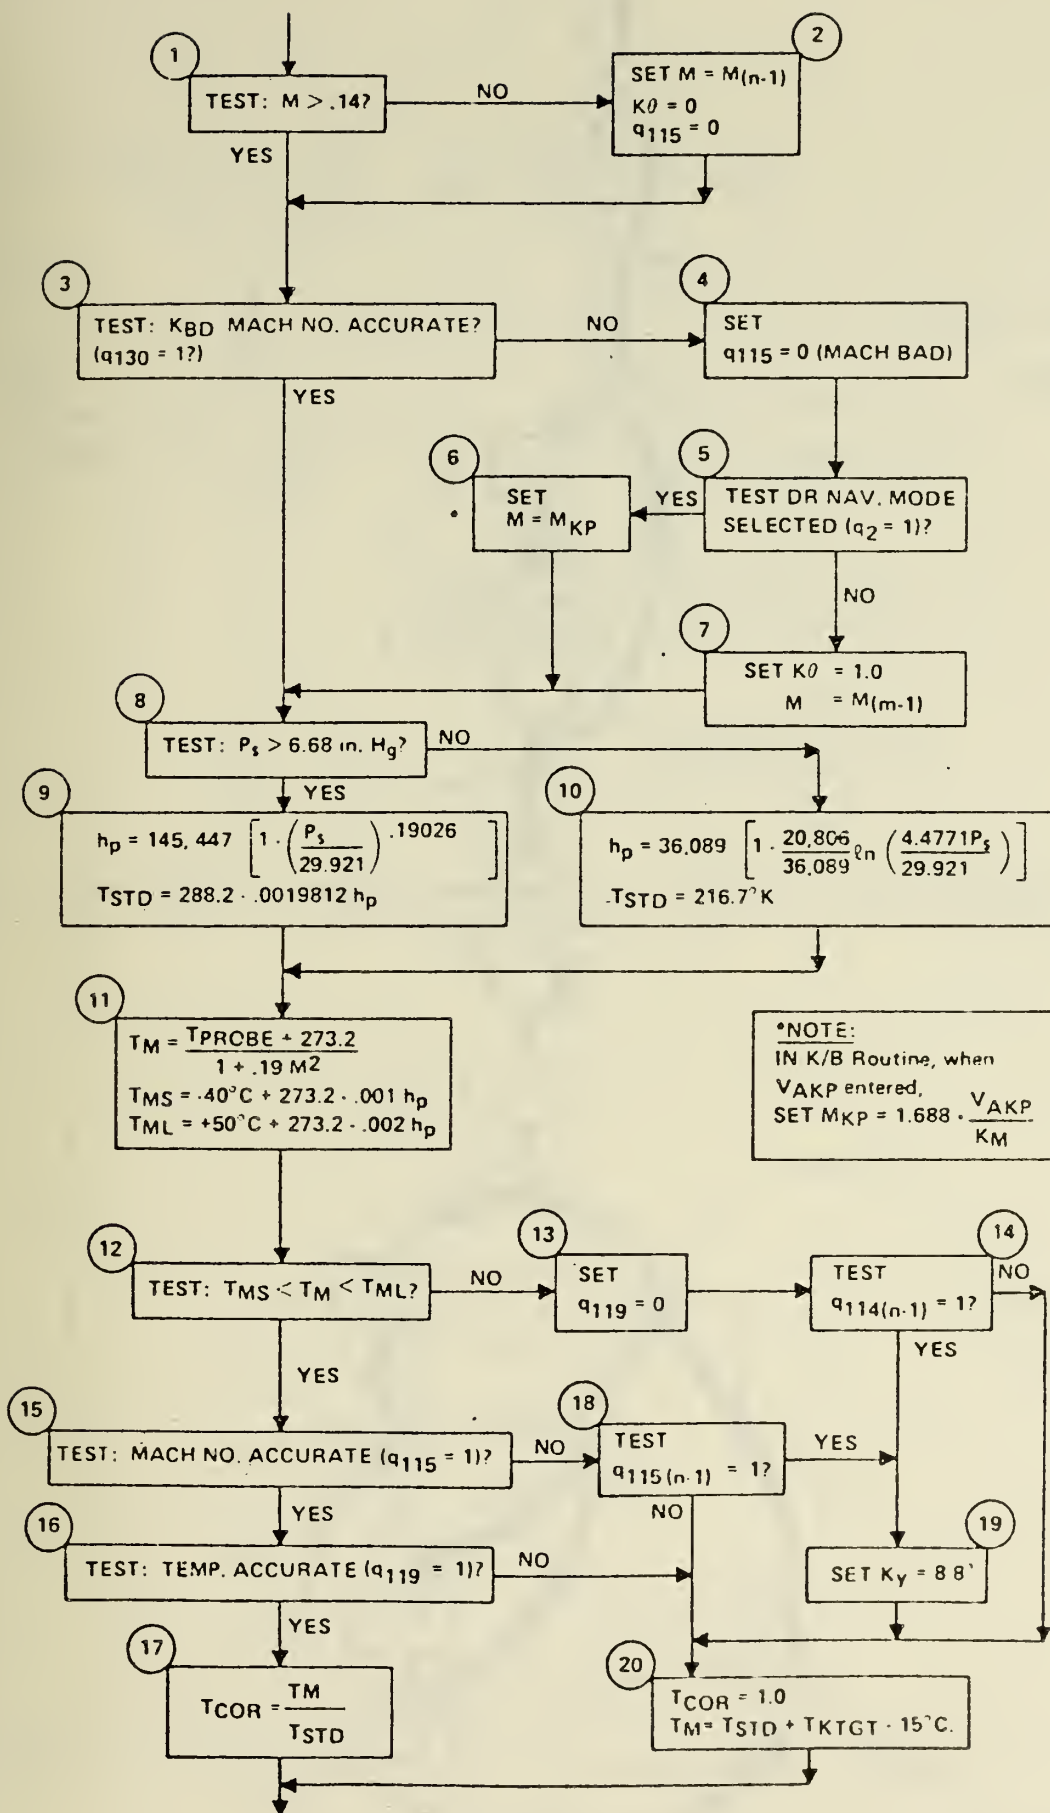 1
TEST: M > .14?
NO
YES
2
SET M = M(n-1)
Kθ = 0
q115 = 0
3
TEST: KBD MACH NO. ACCURATE?
(q130 = 1?)
NO
YES
4
SET
q115 = 0 (MACH BAD)
5
TEST DR NAV. MODE
SELECTED (q2 = 1)?
YES
NO
6
SET
M = MKP
7
SET Kθ = 1.0
M = M(m-1)
8
TEST: Ps > 6.68 in. Hg?
NO
YES
9
hp = 145,447 [1 · (Ps/29.921) .19026]
TSTD = 288.2 · .0019812 hp
10
hp = 36,089 [1 · 20,806/36,089 ℓn (4.4771Ps/29.921)]
TSTD = 216.7°K
11
TM = TPROBE + 273.2 / 1 + .19 M2
TMS = ·40°C + 273.2 · .001 hp
TML = +50°C + 273.2 · .002 hp
*NOTE:
IN K/B Routine, when
VAKP entered,
SET MKP = 1.688 · VAKP/KM
12
TEST: TMS < TM < TML?
NO
YES
13
SET
q119 = 0
14
TEST
q114(n-1) = 1?
NO
YES
15
TEST: MACH NO. ACCURATE (q115 = 1)?
NO
YES
18
TEST
q115(n-1) = 1?
YES
NO
16
TEST: TEMP. ACCURATE (q119 = 1)?
NO
YES
19
SET Ky = 8 8'
17
TCOR = TM/TSTD
20
TCOR = 1.0
TM = TSTD + TKTGT · 15°C.